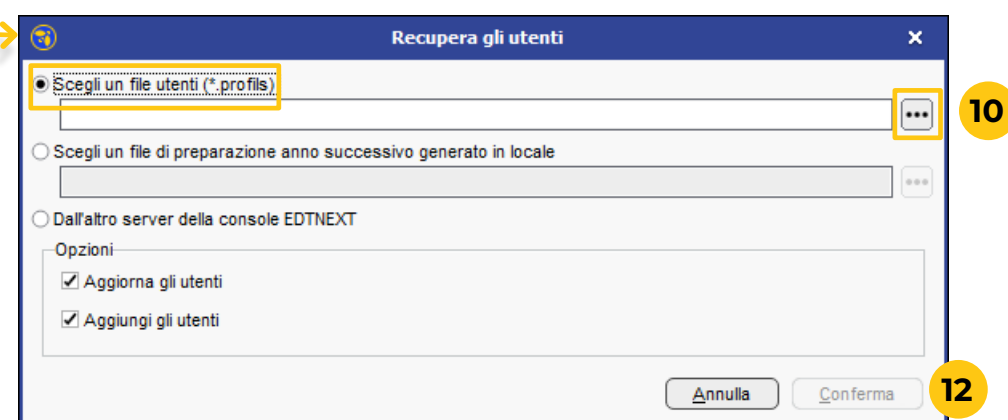 Recupera gli utenti
Scegli un file utenti (*.profils)
10
Scegli un file di preparazione anno successivo generato in locale
Dall'altro server della console EDTNEXT
Opzioni
Aggiorna gli utenti
Aggiungi gli utenti
Annulla Conferma 12